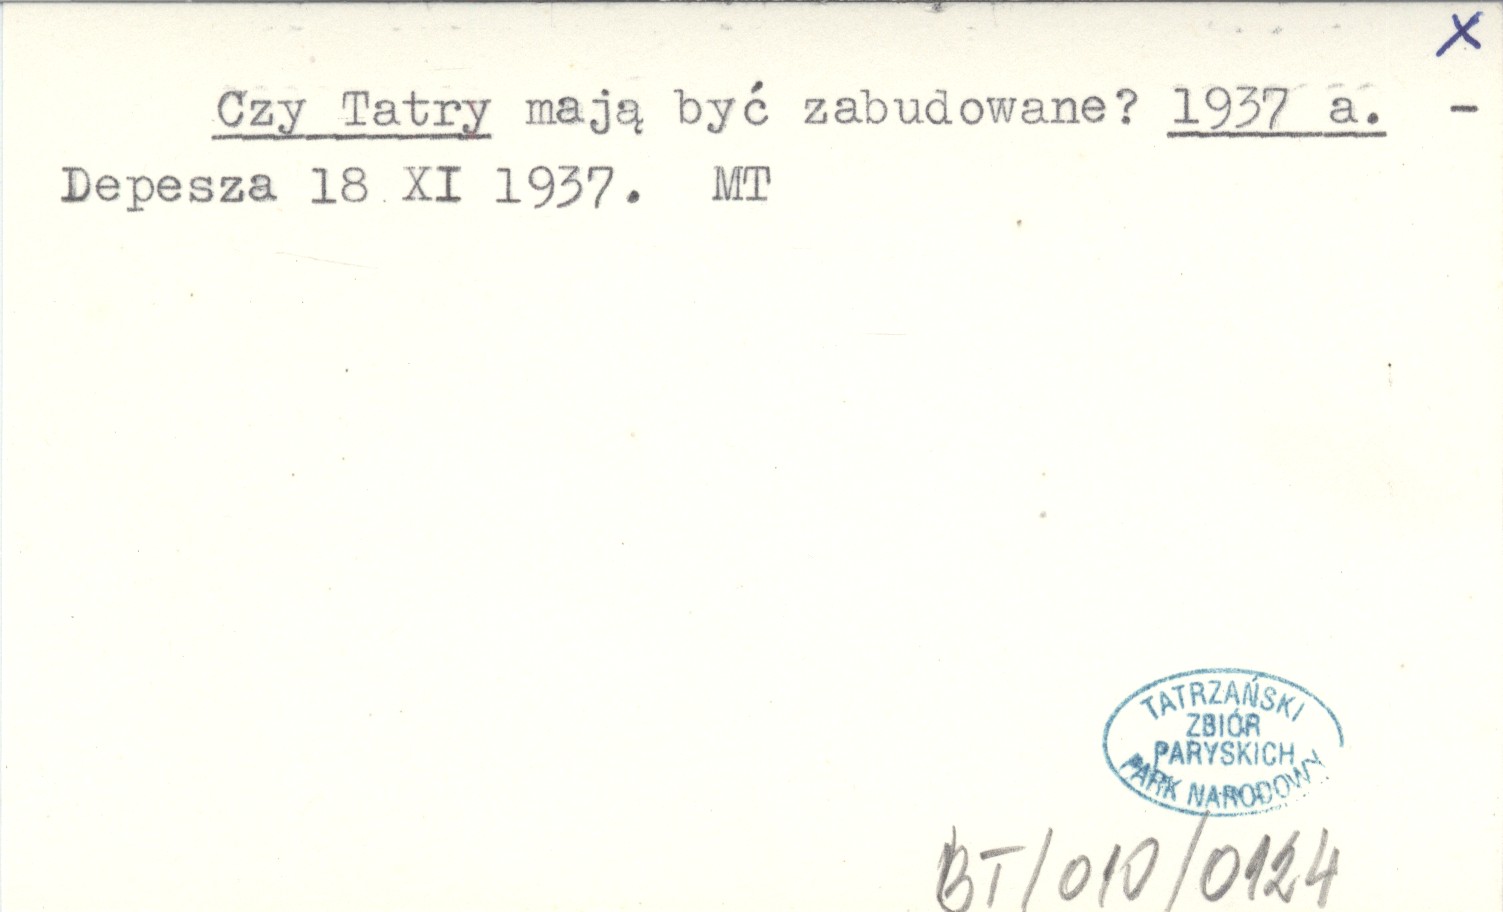 X
Czy Tatry mają być zabudowane? 1937 a. -
Depesza 18 XI 1937. MT
TATRZAŃSKI
ZBIÓR
PARYSKICH
PARK NARODOWY
BT/010/0124